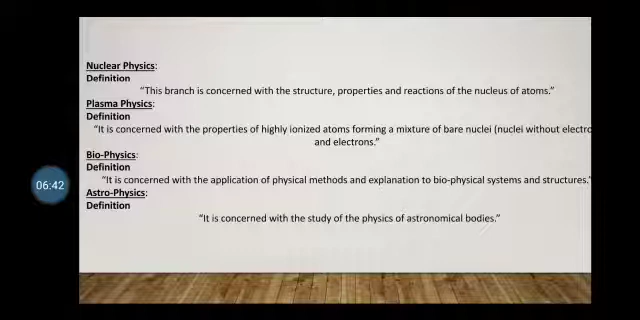 Nuclear Physics:
Definition
"This branch is concerned with the structure, properties and reactions of the nucleus of atoms."
Plasma Physics:
Definition
"It is concerned with the properties of highly ionized atoms forming a mixture of bare nuclei (nuclei without electro
and electrons."
Bio-Physics:
Definition
"It is concerned with the application of physical methods and explanation to bio-physical systems and structures."
06:42
Astro-Physics:
Definition
"It is concerned with the study of the physics of astronomical bodies."